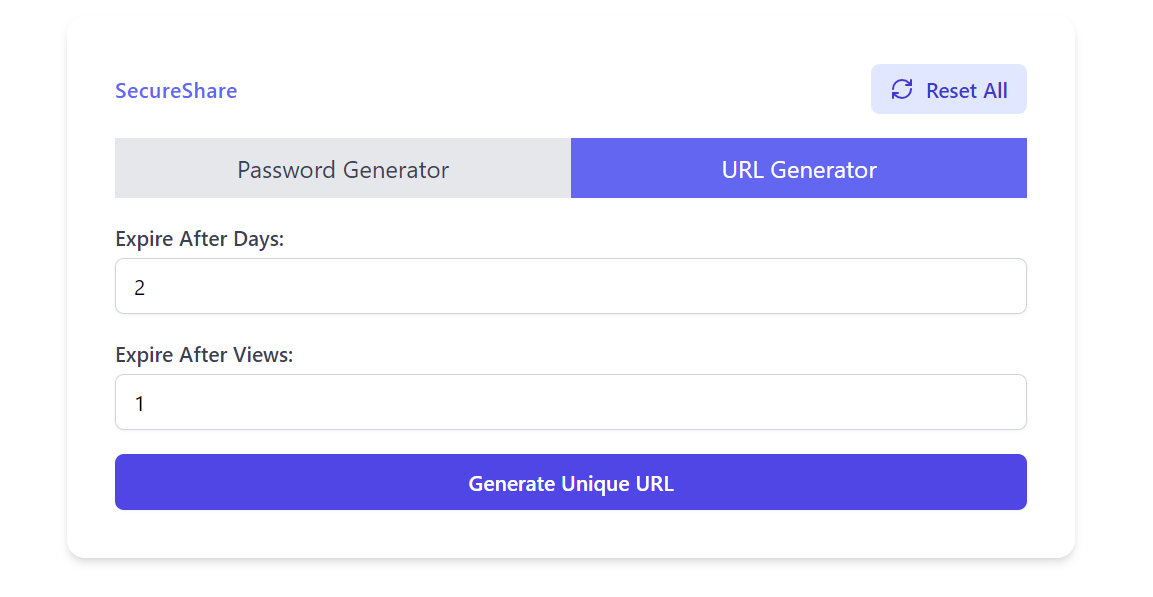 SecureShare
Reset All
Password Generator
URL Generator
Expire After Days:
2
Expire After Views:
1
Generate Unique URL